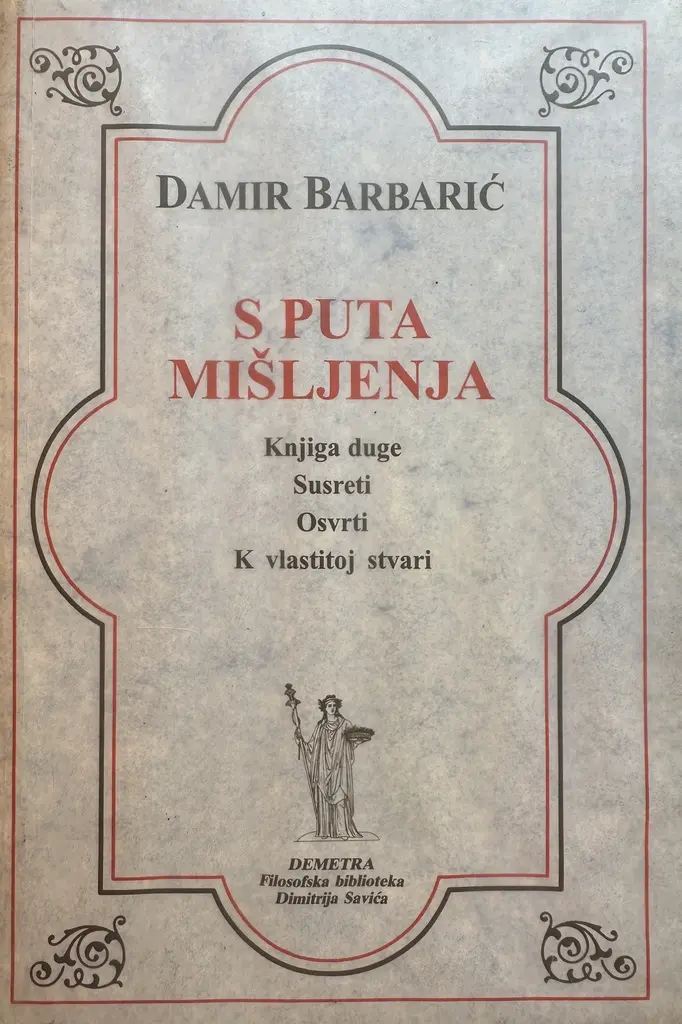 DAMIR BARBARIĆ
S PUTA
MIŠLJENJA
Knjiga duge
Susreti
Osvrti
K vlastitoj stvari
DEMETRA
Filosofska biblioteka
Dimitrija Savića